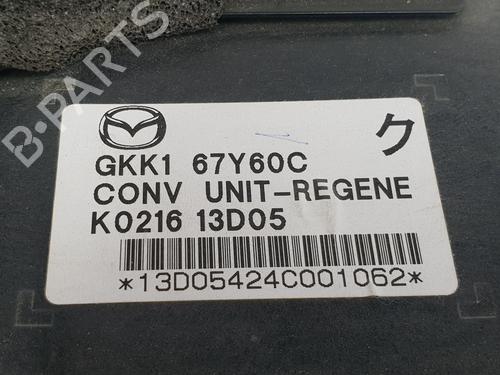 ク
GKK1 67Y60C
CONV UNIT-REGENE
K0216 13D05
*13D05424C001062*
B-PARTS